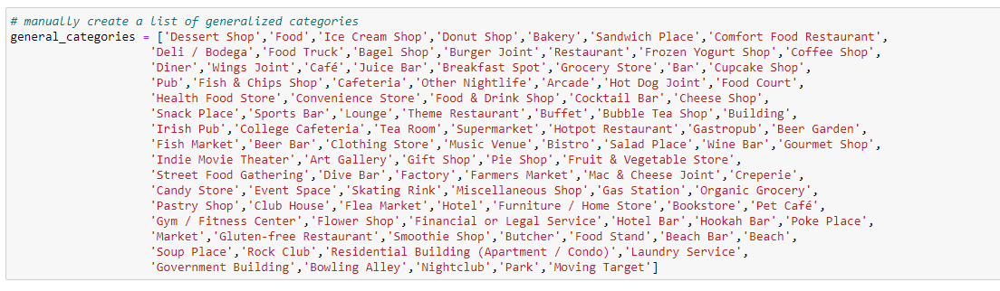 # manually create a list of generalized categories
general_categories = ['Dessert Shop','Food','Ice Cream Shop','Donut Shop','Bakery','Sandwich Place','Comfort Food Restaurant',
'Deli / Bodega','Food Truck','Bagel Shop','Burger Joint','Restaurant','Frozen Yogurt Shop','Coffee Shop',
'Diner','Wings Joint','Café','Juice Bar','Breakfast Spot','Grocery Store','Bar','Cupcake Shop',
'Pub','Fish & Chips Shop','Cafeteria','Other Nightlife','Arcade','Hot Dog Joint','Food Court',
'Health Food Store','Convenience Store','Food & Drink Shop','Cocktail Bar','Cheese Shop',
'Snack Place','Sports Bar','Lounge','Theme Restaurant','Buffet','Bubble Tea Shop','Building',
'Irish Pub','College Cafeteria','Tea Room','Supermarket','Hotpot Restaurant','Gastropub','Beer Garden',
'Fish Market','Beer Bar','Clothing Store','Music Venue','Bistro','Salad Place','Wine Bar','Gourmet Shop',
'Indie Movie Theater','Art Gallery','Gift Shop','Pie Shop','Fruit & Vegetable Store',
'Street Food Gathering','Dive Bar','Factory','Farmers Market','Mac & Cheese Joint','Creperie',
'Candy Store','Event Space','Skating Rink','Miscellaneous Shop','Gas Station','Organic Grocery',
'Pastry Shop','Club House','Flea Market','Hotel','Furniture / Home Store','Bookstore','Pet Café',
'Gym / Fitness Center','Flower Shop','Financial or Legal Service','Hotel Bar','Hookah Bar','Poke Place',
'Market','Gluten-free Restaurant','Smoothie Shop','Butcher','Food Stand','Beach Bar','Beach',
'Soup Place','Rock Club','Residential Building (Apartment / Condo)','Laundry Service',
'Government Building','Bowling Alley','Nightclub','Park','Moving Target']